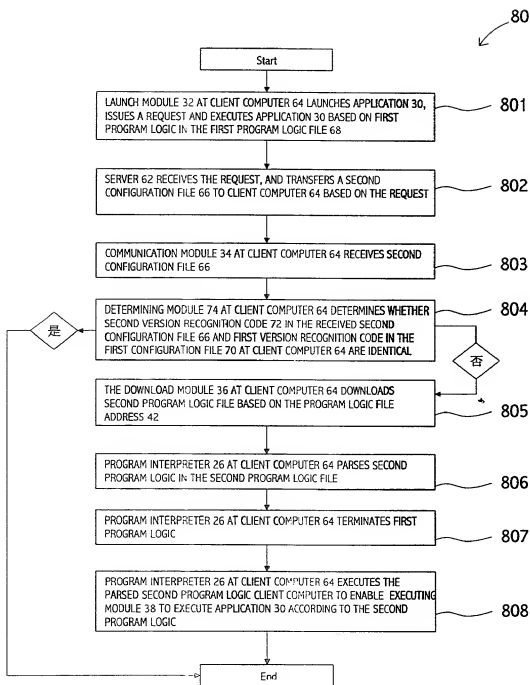 80
Start
LAUNCH MODULE 32 AT CLIENT COMPUTER 64 LAUNCHES APPLICATION 30,
ISSUES A REQUEST AND EXECUTES APPLICATION 30 BASED ON FIRST
PROGRAM LOGIC IN THE FIRST PROGRAM LOGIC FILE 68
801
SERVER 62 RECEIVES THE REQUEST, AND TRANSFERS A SECOND
CONFIGURATION FILE 66 TO CLIENT COMPUTER 64 BASED ON THE REQUEST
802
COMMUNICATION MODULE 34 AT CLIENT COMPUTER 64 RECEIVES SECOND
CONFIGURATION FILE 66
803
DETERMINING MODULE 74 AT CLIENT COMPUTER 64 DETERMINES WHETHER
SECOND VERSION RECOGNITION CODE 72 IN THE RECEIVED SECOND
CONFIGURATION FILE 66 AND FIRST VERSION RECOGNITION CODE IN THE
FIRST CONFIGURATION FILE 70 AT CLIENT COMPUTER 64 ARE IDENTICAL
804
是
否
THE DOWNLOAD MODULE 36 AT CLIENT COMPUTER 64 DOWNLOADS
SECOND PROGRAM LOGIC FILE BASED ON THE PROGRAM LOGIC FILE
ADDRESS 42
805
PROGRAM INTERPRETER 26 AT CLIENT COMPUTER 64 PARSES SECOND
PROGRAM LOGIC IN THE SECOND PROGRAM LOGIC FILE
806
PROGRAM INTERPRETER 26 AT CLIENT COMPUTER 64 TERMINATES FIRST
PROGRAM LOGIC
807
PROGRAM INTERPRETER 26 AT CLIENT COMPUTER 64 EXECUTES THE
PARSED SECOND PROGRAM LOGIC CLIENT COMPUTER TO ENABLE EXECUTING
MODULE 38 TO EXECUTE APPLICATION 30 ACCORDING TO THE SECOND
PROGRAM LOGIC
808
End